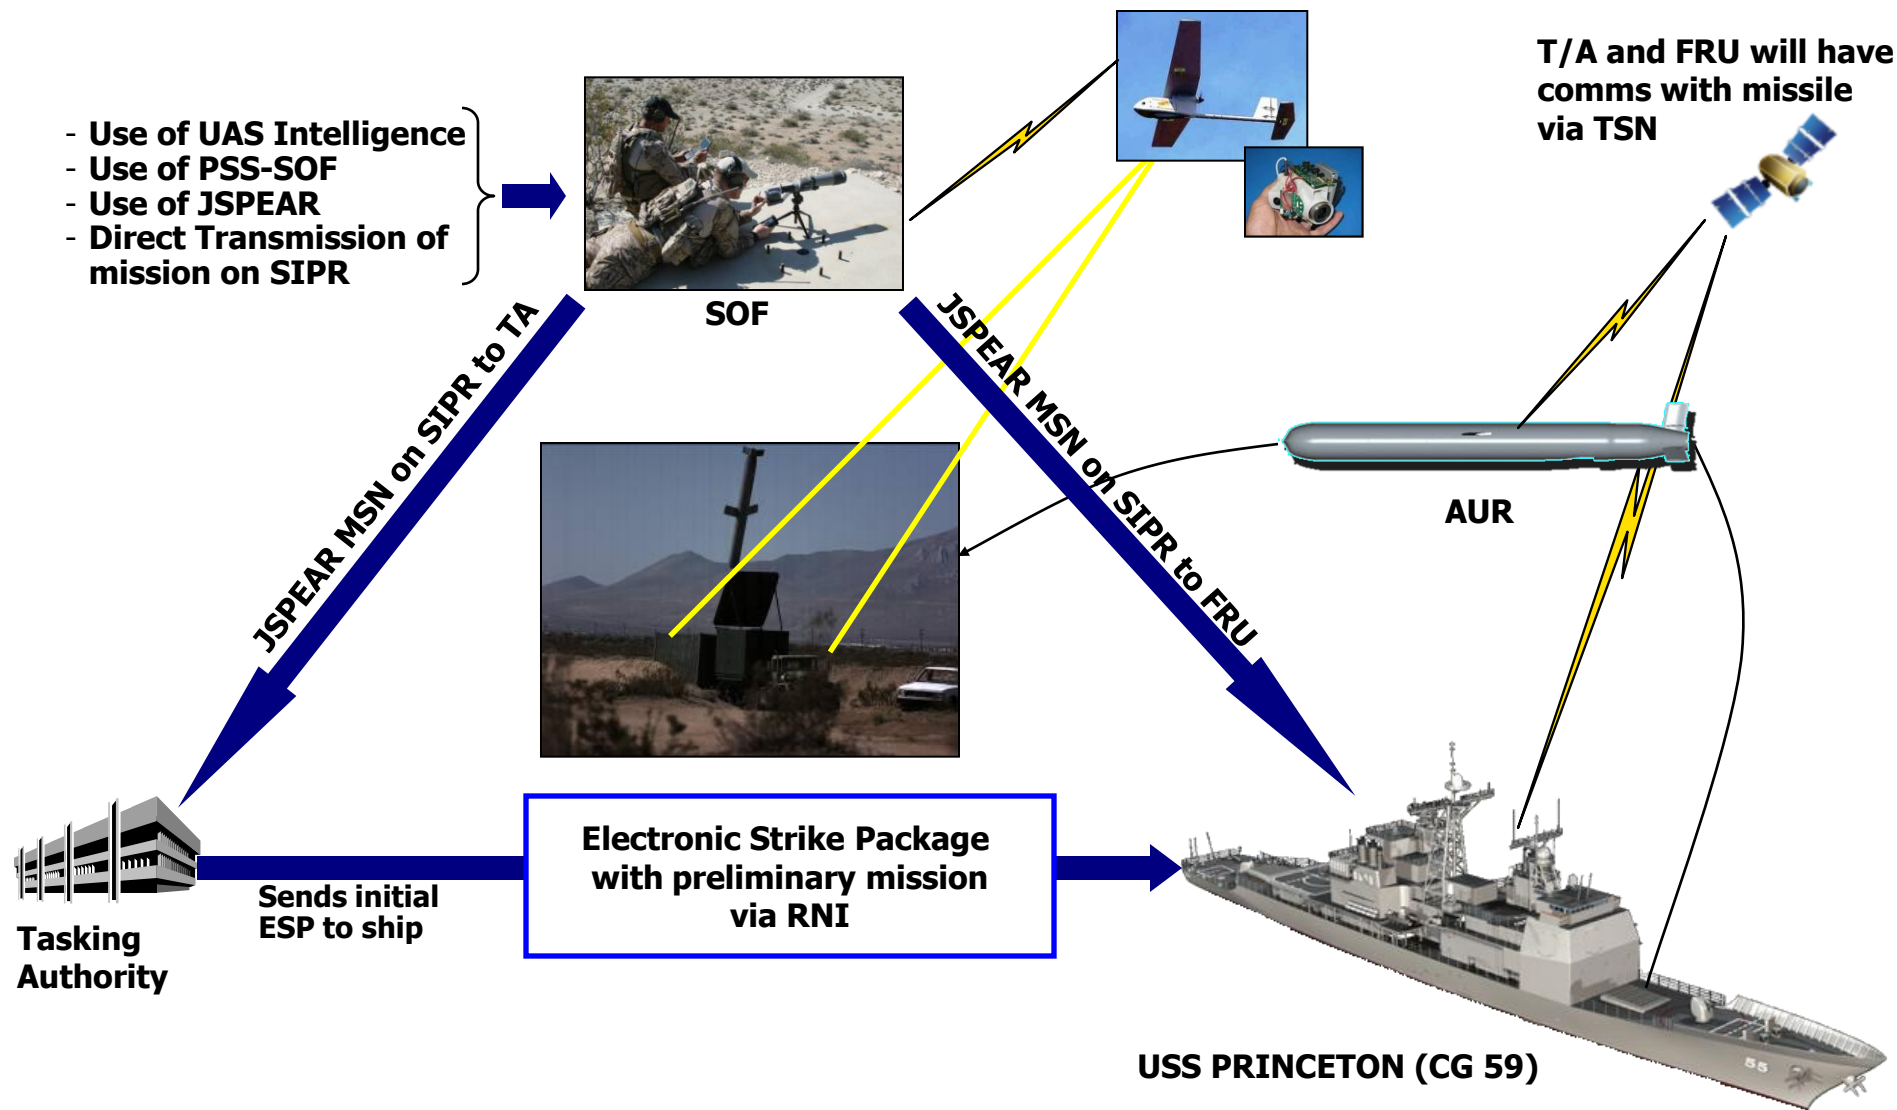 T/A and FRU will have
comms with missile
via TSN
- Use of UAS Intelligence
- Use of PSS-SOF
- Use of JSPEAR
- Direct Transmission of
mission on SIPR
SOF
JSPEAR MSN on SIPR to TA
JSPEAR MSN on SIPR to FRU
AUR
Electronic Strike Package
with preliminary mission
via RNI
Sends initial
ESP to ship
Tasking
Authority
55
USS PRINCETON (CG 59)